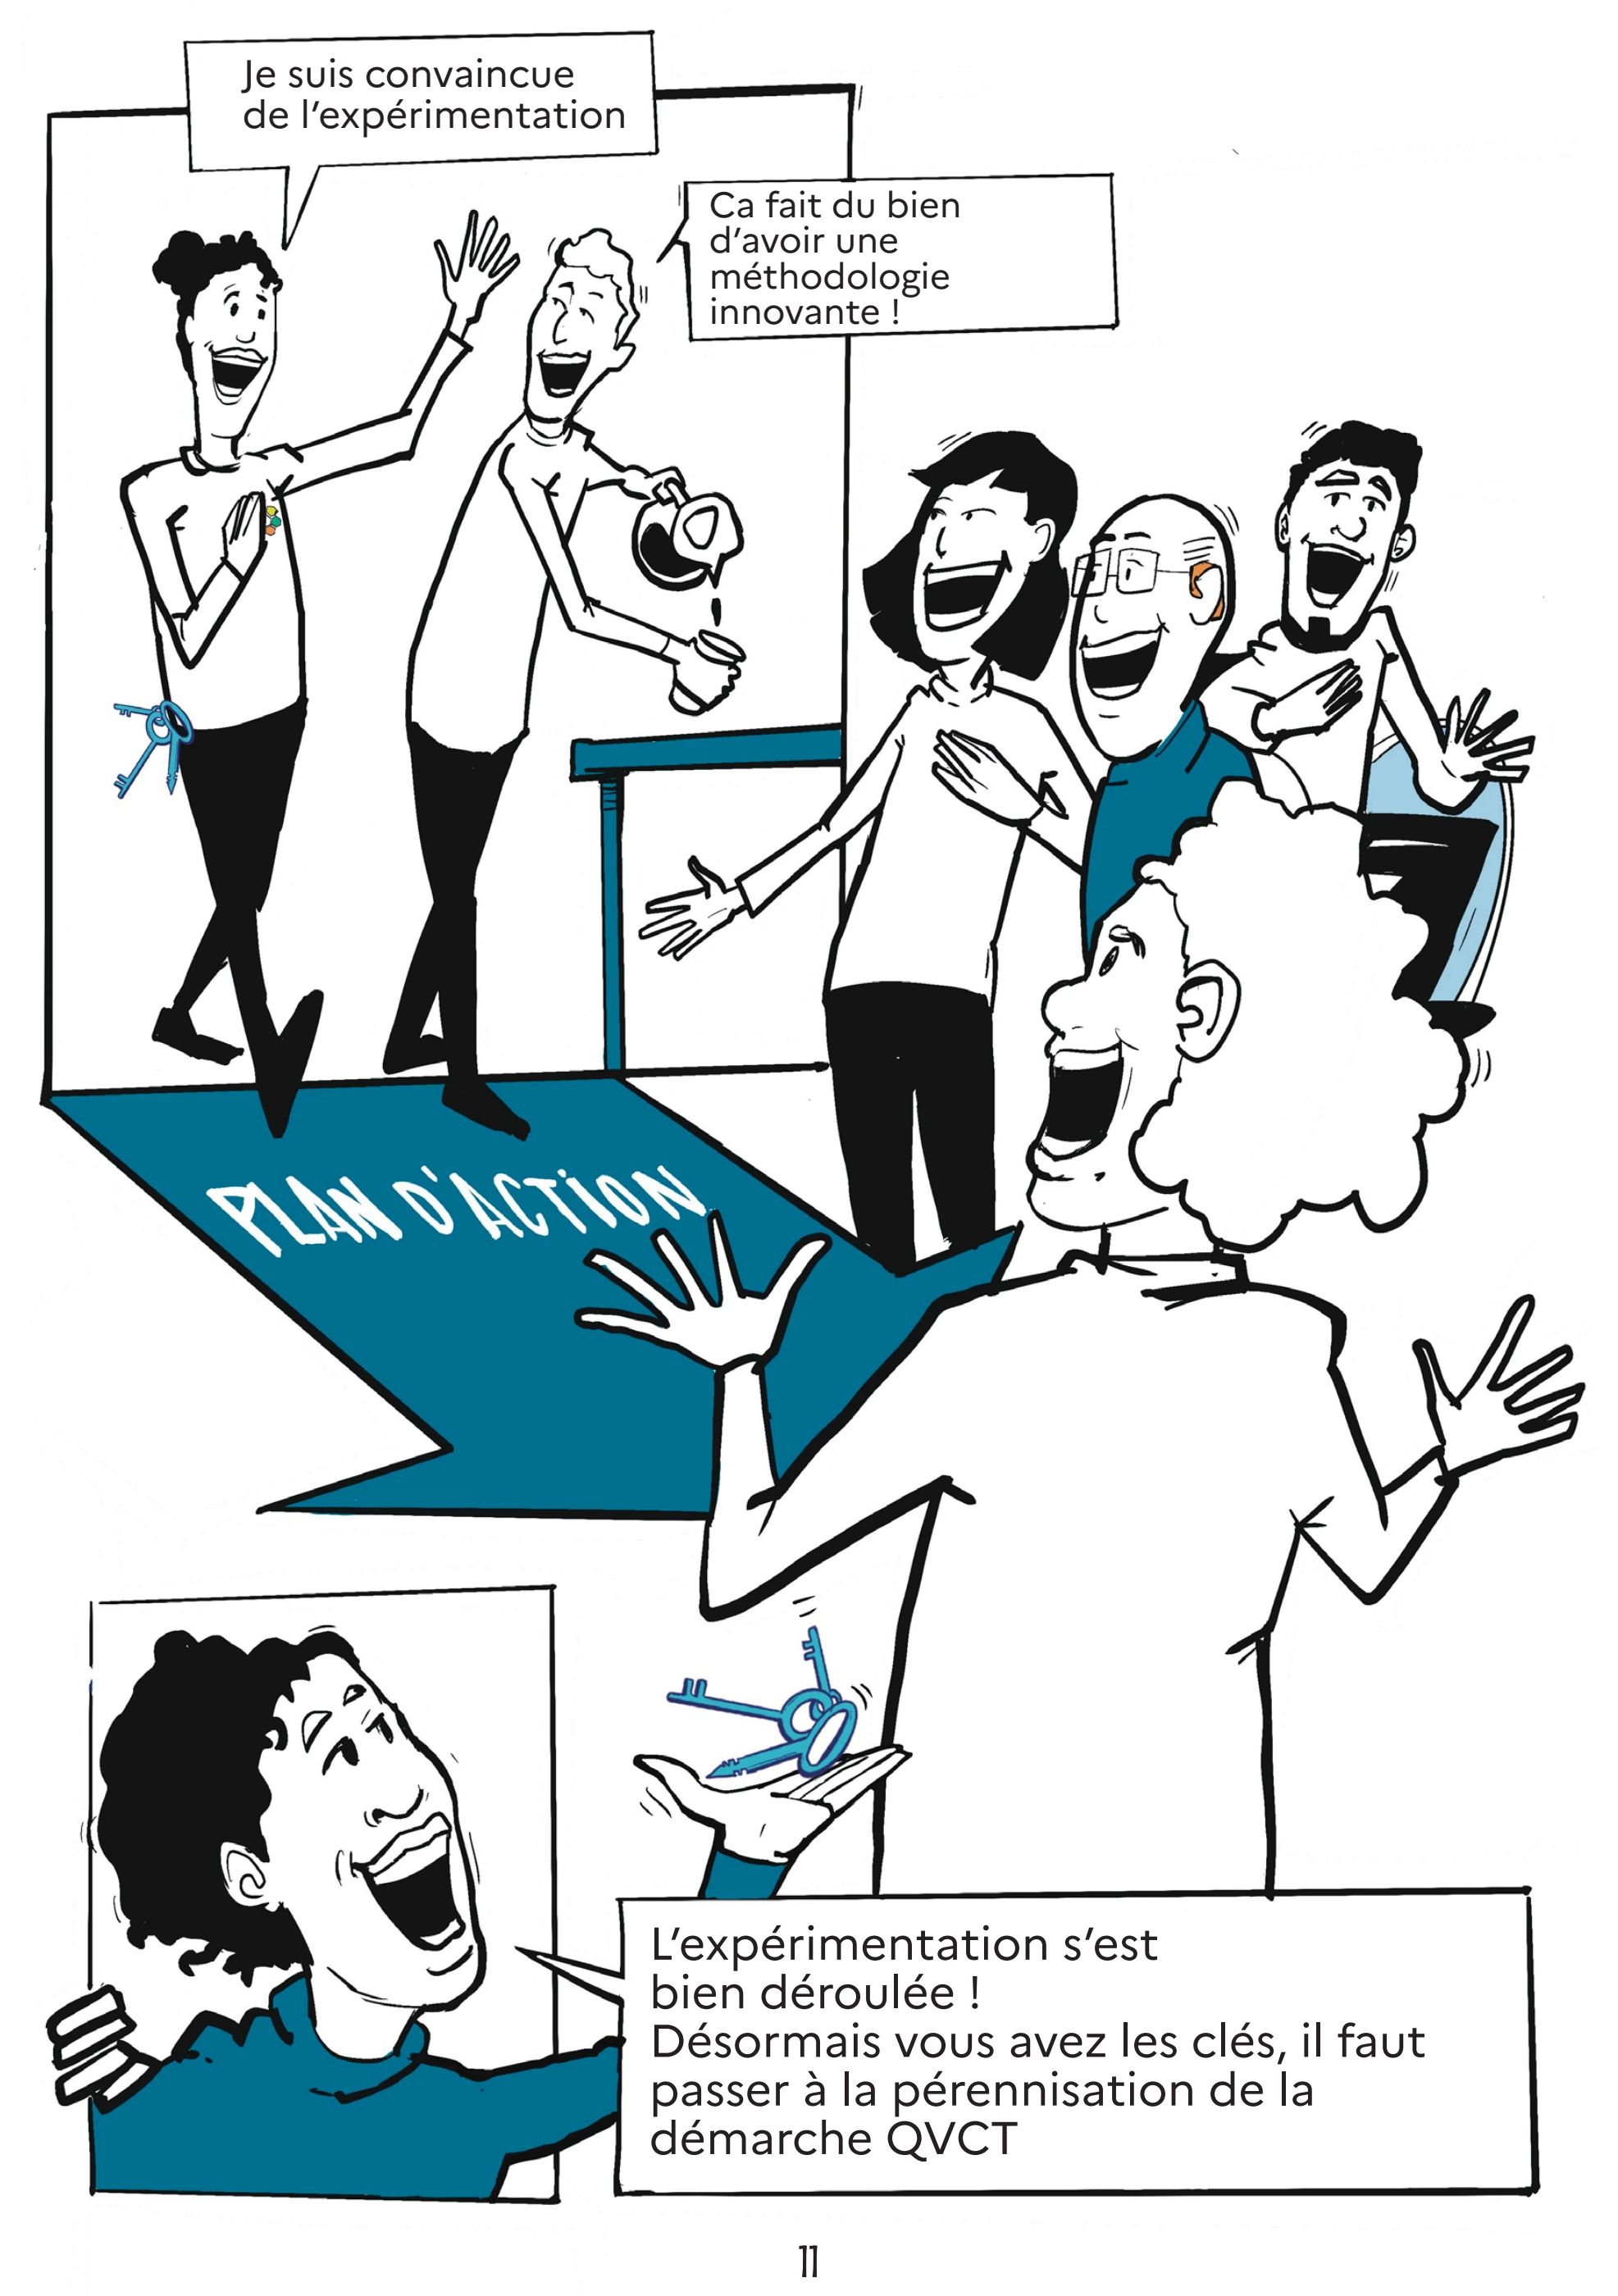 Je suis convaincue
de l'expérimentation
Ca fait du bien
d'avoir une
méthodologie
innovante !
PLAN D'ACTION
L'expérimentation s'est
bien déroulée !
Désormais vous avez les clés, il faut
passer à la pérennisation de la
démarche QVCT
11